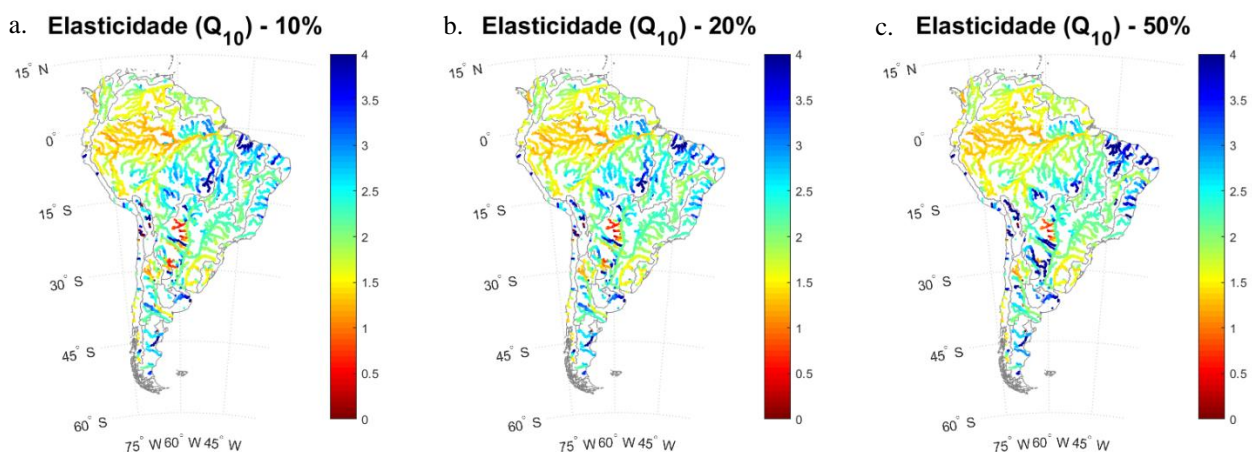 a. Elasticidade (Q10) - 10%
15° N
0°
15° S
30° S
45° S
60° S
75° W 60° W 45° W
4
3.5
3
2.5
2
1.5
1
0.5
0
b. Elasticidade (Q10) - 20%
15° N
0°
15° S
30° S
45° S
60° S
75° W 60° W 45° W
4
3.5
3
2.5
2
1.5
1
0.5
0
c. Elasticidade (Q10) - 50%
15° N
0°
15° S
30° S
45° S
60° S
75° W 60° W 45° W
4
3.5
3
2.5
2
1.5
1
0.5
0